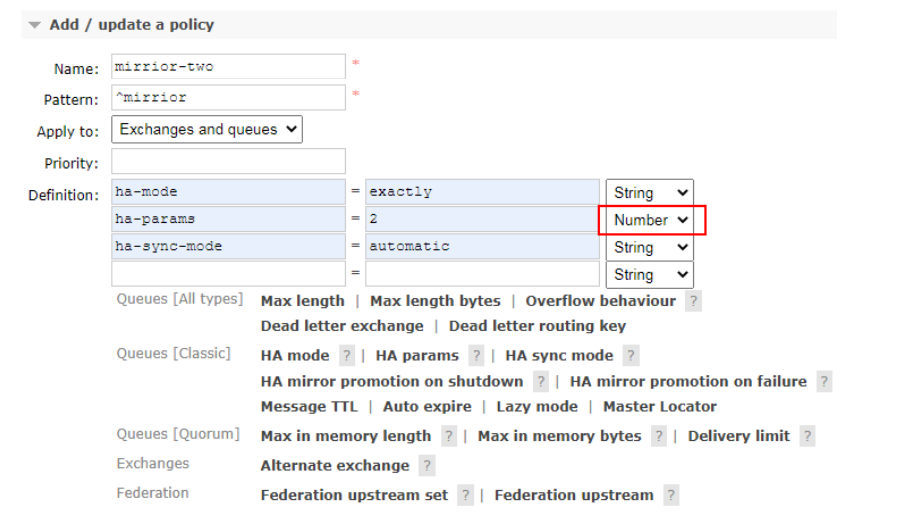 Add / update a policy
Name: mirrior-two *
Pattern: ^mirrior *
Apply to: Exchanges and queues
Priority:
Definition: ha-mode = exactly String
ha-params = 2 Number
ha-sync-mode = automatic String
= String
Queues [All types] Max length | Max length bytes | Overflow behaviour ?
Dead letter exchange | Dead letter routing key
Queues [Classic] HA mode ? | HA params ? | HA sync mode ?
HA mirror promotion on shutdown ? | HA mirror promotion on failure ?
Message TTL | Auto expire | Lazy mode | Master Locator
Queues [Quorum] Max in memory length ? | Max in memory bytes ? | Delivery limit ?
Exchanges Alternate exchange ?
Federation Federation upstream set ? | Federation upstream ?